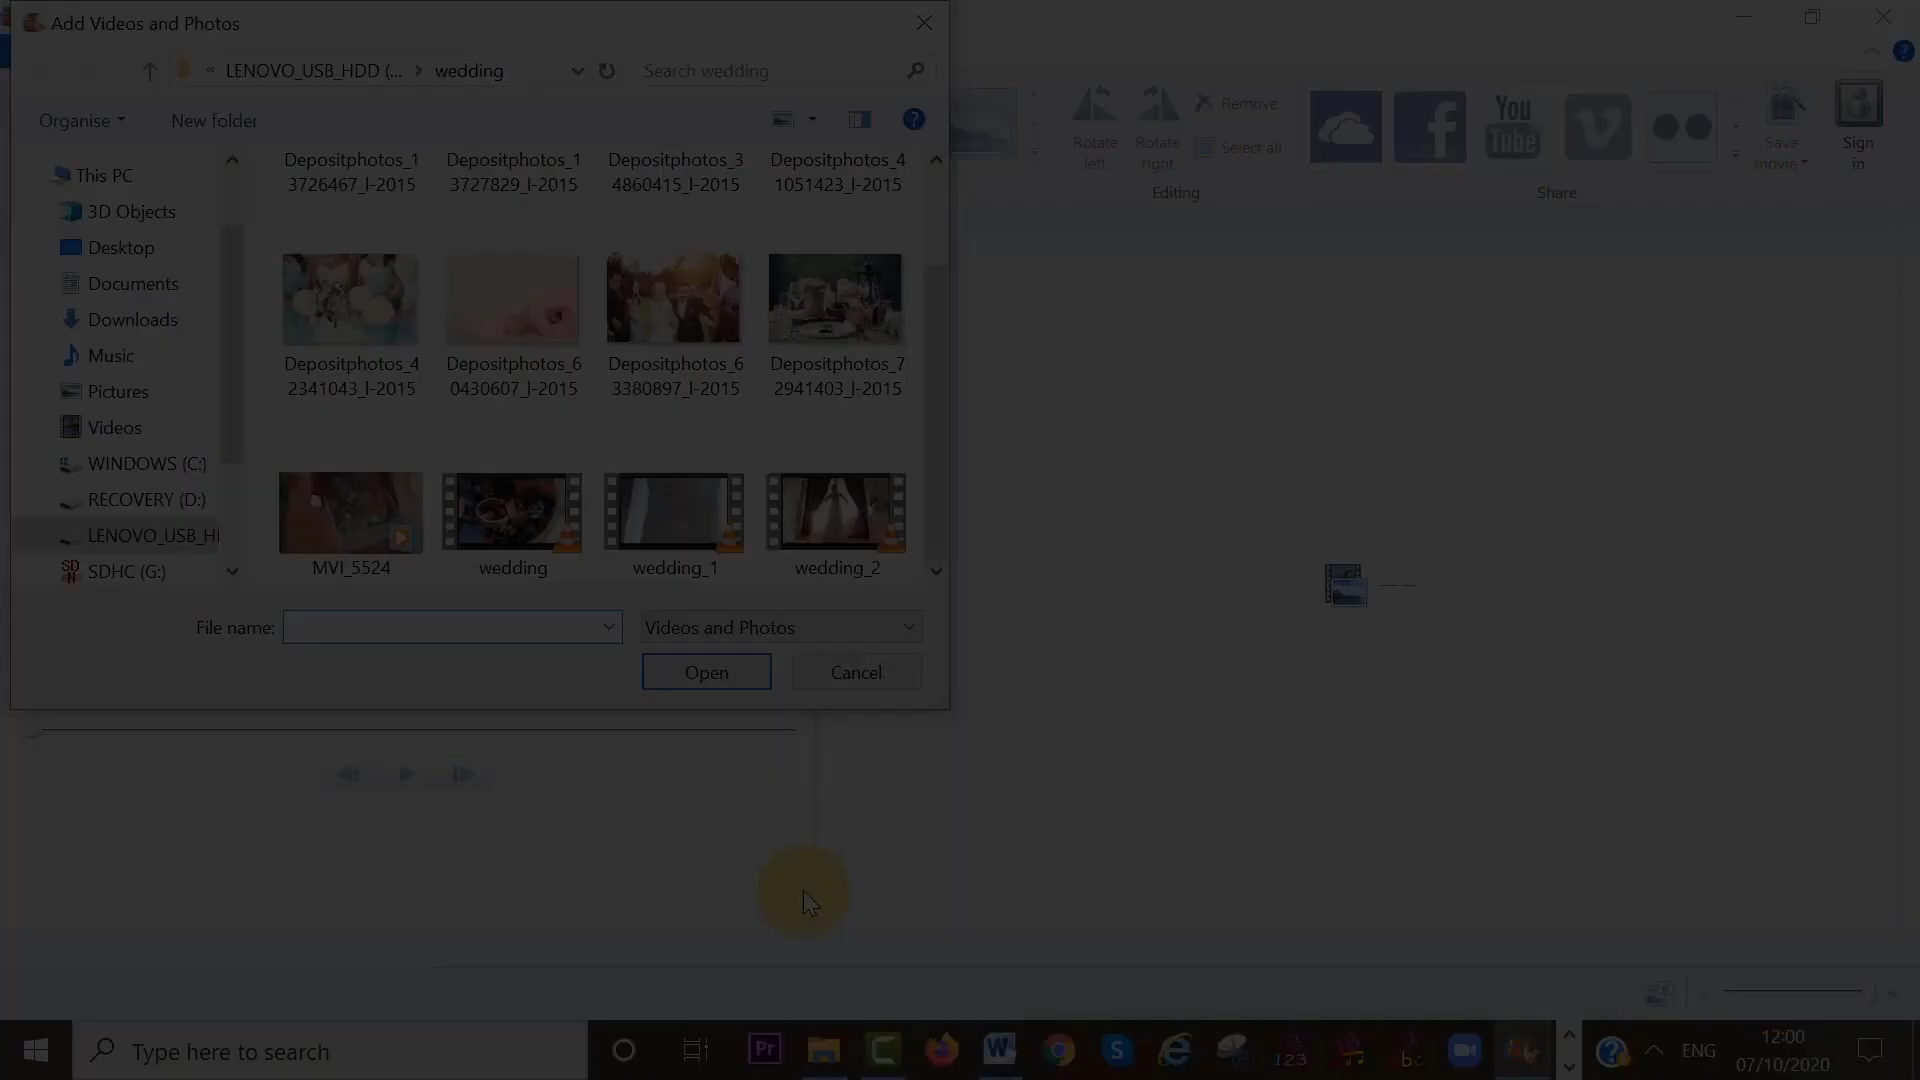 Add Videos and Photos
« LENOVO_USB_HDD (... › wedding
Search wedding
Organise
New folder
This PC
3D Objects
Desktop
Documents
Downloads
Music
Pictures
Videos
WINDOWS (C:)
RECOVERY (D:)
LENOVO_USB_H
SDHC (G:)
Depositphotos_1
3726467_l-2015
Depositphotos_1
3727829_l-2015
Depositphotos_3
4860415_l-2015
Depositphotos_4
1051423_l-2015
Depositphotos_4
2341043_l-2015
Depositphotos_6
0430607_l-2015
Depositphotos_6
3380897_l-2015
Depositphotos_7
2941403_l-2015
MVI_5524
wedding
wedding_1
wedding_2
File name:
Videos and Photos
Open
Cancel
Rotate
left
Rotate
right
Remove
Select all
Editing
You
Tube
Share
Save
movie
Sign
in
Type here to search
Pr
123
bc
ENG
12:00
07/10/2020